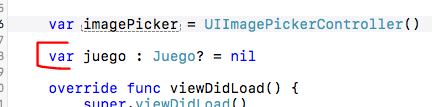 var imagePicker = UIImagePickerController()
var juego : Juego? = nil
override func viewDidLoad() {
super.viewDidLoad()